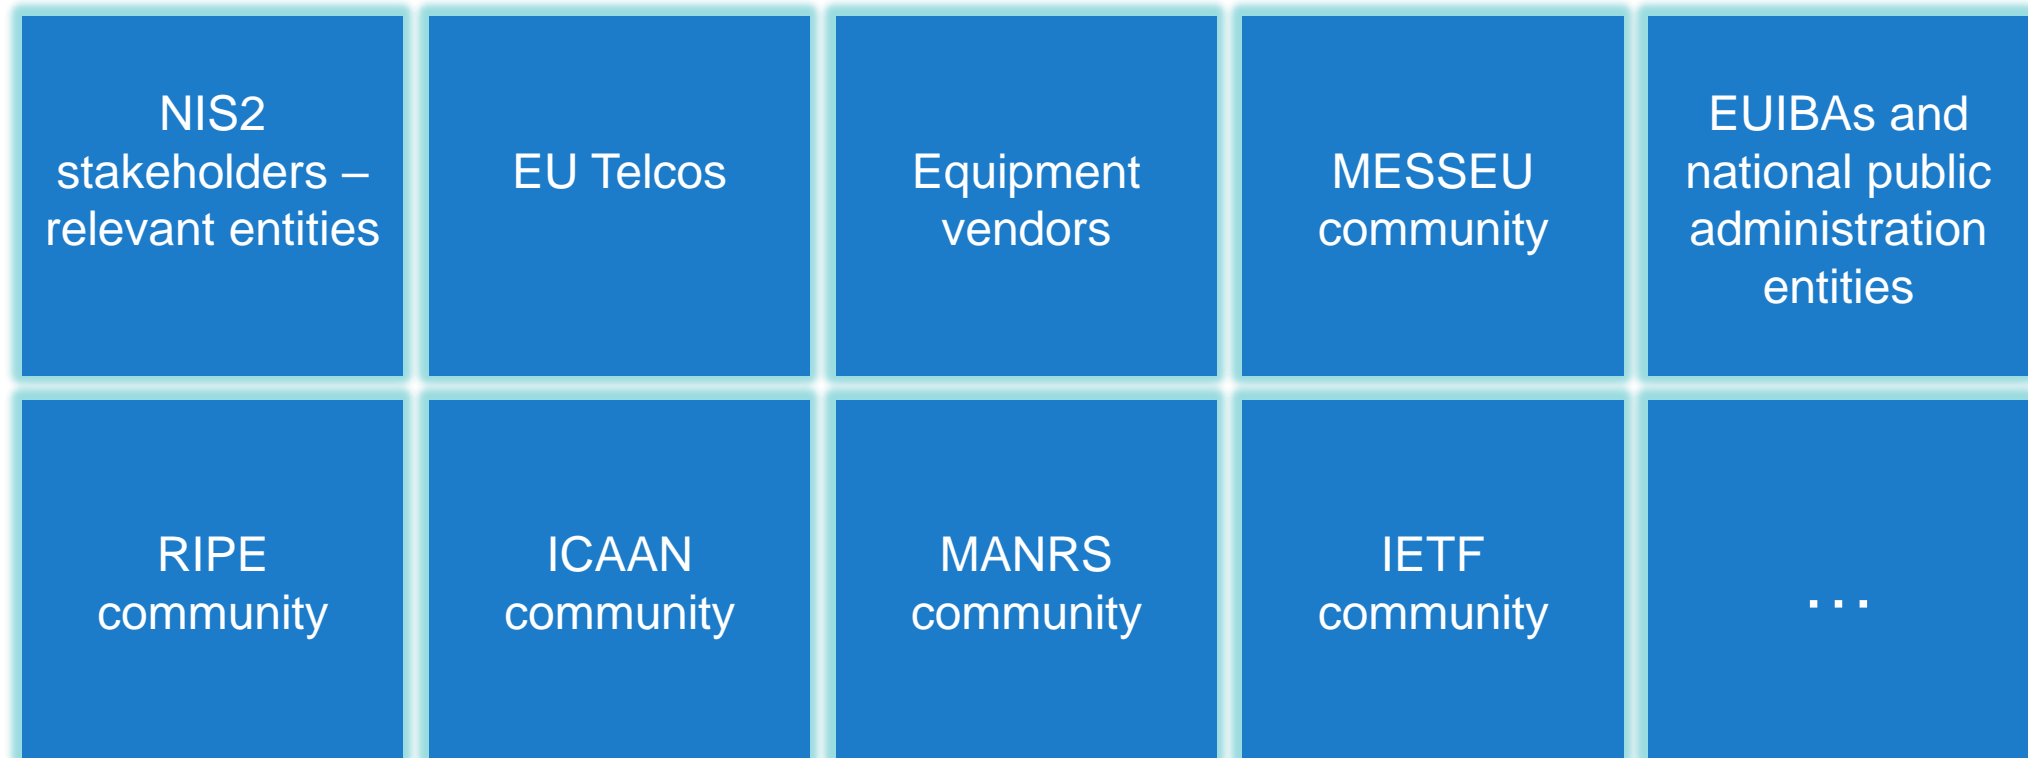 NIS2
stakeholders –
relevant entities
EU Telcos
Equipment
vendors
MESSEU
community
EUIBAs and
national public
administration
entities
RIPE
community
ICAAN
community
MANRS
community
IETF
community
…